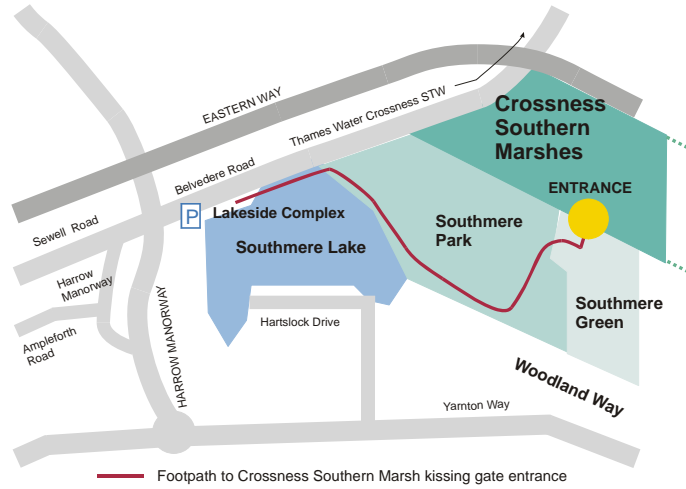 EASTERN WAY
Thames Water Crossness STW
Crossness
Southern
Marshes
Belvedere Road
ENTRANCE
P
Lakeside Complex
Sewell Road
Southmere
Park
Southmere Lake
Harrow
Manorway
Southmere
Green
Hartslock Drive
Ampleforth
Road
HARROW MANORWAY
Woodland Way
Yarnton Way
Footpath to Crossness Southern Marsh kissing gate entrance